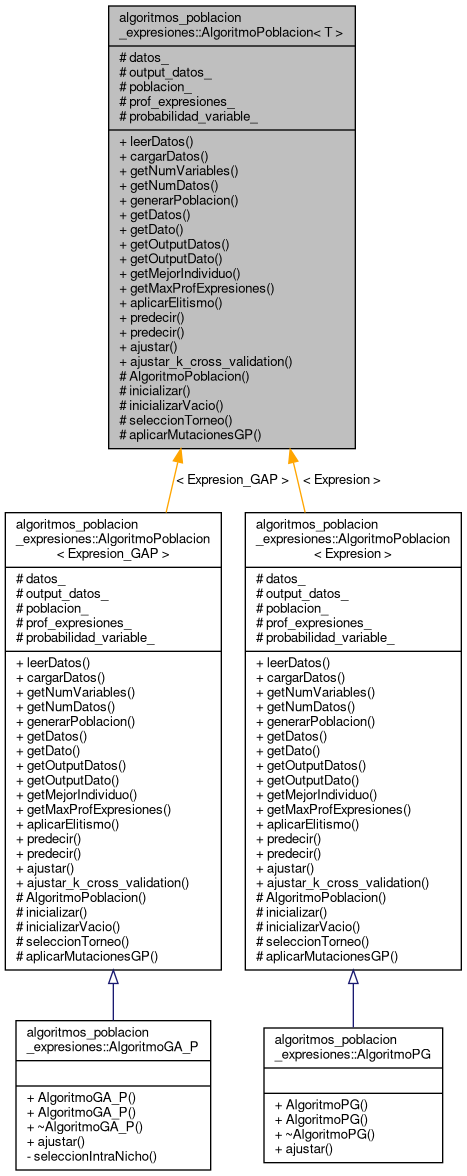 algoritmos_poblacion
_expresiones::AlgoritmoPoblacion< T >
# datos_
# output_datos_
# poblacion_
# prof_expresiones_
# probabilidad_variable_
+ leerDatos()
+ cargarDatos()
+ getNumVariables()
+ getNumDatos()
+ generarPoblacion()
+ getDatos()
+ getDato()
+ getOutputDatos()
+ getOutputDato()
+ getMejorIndividuo()
+ getMaxProfExpresiones()
+ aplicarElitismo()
+ predecir()
+ predecir()
+ ajustar()
+ ajustar_k_cross_validation()
# AlgoritmoPoblacion()
# inicializar()
# inicializarVacio()
# seleccionTorneo()
# aplicarMutacionesGP()
< Expresion_GAP >
< Expresion >
algoritmos_poblacion
_expresiones::AlgoritmoPoblacion
< Expresion_GAP >
# datos_
# output_datos_
# poblacion_
# prof_expresiones_
# probabilidad_variable_
+ leerDatos()
+ cargarDatos()
+ getNumVariables()
+ getNumDatos()
+ generarPoblacion()
+ getDatos()
+ getDato()
+ getOutputDatos()
+ getOutputDato()
+ getMejorIndividuo()
+ getMaxProfExpresiones()
+ aplicarElitismo()
+ predecir()
+ predecir()
+ ajustar()
+ ajustar_k_cross_validation()
# AlgoritmoPoblacion()
# inicializar()
# inicializarVacio()
# seleccionTorneo()
# aplicarMutacionesGP()
algoritmos_poblacion
_expresiones::AlgoritmoPoblacion
< Expresion >
# datos_
# output_datos_
# poblacion_
# prof_expresiones_
# probabilidad_variable_
+ leerDatos()
+ cargarDatos()
+ getNumVariables()
+ getNumDatos()
+ generarPoblacion()
+ getDatos()
+ getDato()
+ getOutputDatos()
+ getOutputDato()
+ getMejorIndividuo()
+ getMaxProfExpresiones()
+ aplicarElitismo()
+ predecir()
+ predecir()
+ ajustar()
+ ajustar_k_cross_validation()
# AlgoritmoPoblacion()
# inicializar()
# inicializarVacio()
# seleccionTorneo()
# aplicarMutacionesGP()
algoritmos_poblacion
_expresiones::AlgoritmoGA_P
+ AlgoritmoGA_P()
+ AlgoritmoGA_P()
+ ~AlgoritmoGA_P()
+ ajustar()
- seleccionIntraNicho()
algoritmos_poblacion
_expresiones::AlgoritmoPG
+ AlgoritmoPG()
+ AlgoritmoPG()
+ ~AlgoritmoPG()
+ ajustar()